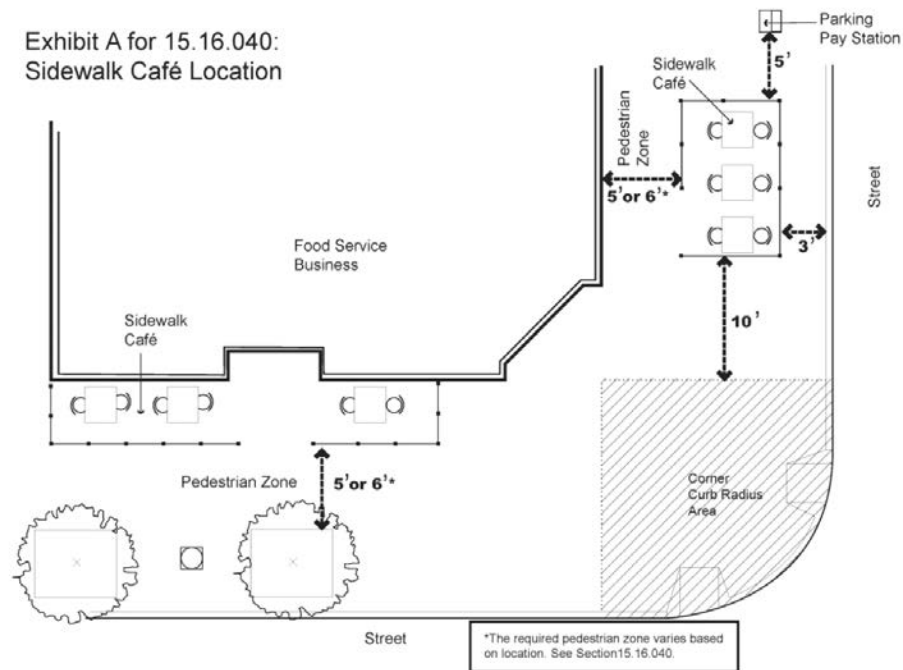 Exhibit A for 15.16.040:
Sidewalk Café Location
Parking
Pay Station
5'
Sidewalk
Café
Pedestrian
Zone
5'or 6'*
Street
3'
Food Service
Business
10'
Sidewalk
Café
Pedestrian Zone
5'or 6'*
Corner
Curb Radius
Area
Street
*The required pedestrian zone varies based
on location. See Section15.16.040.